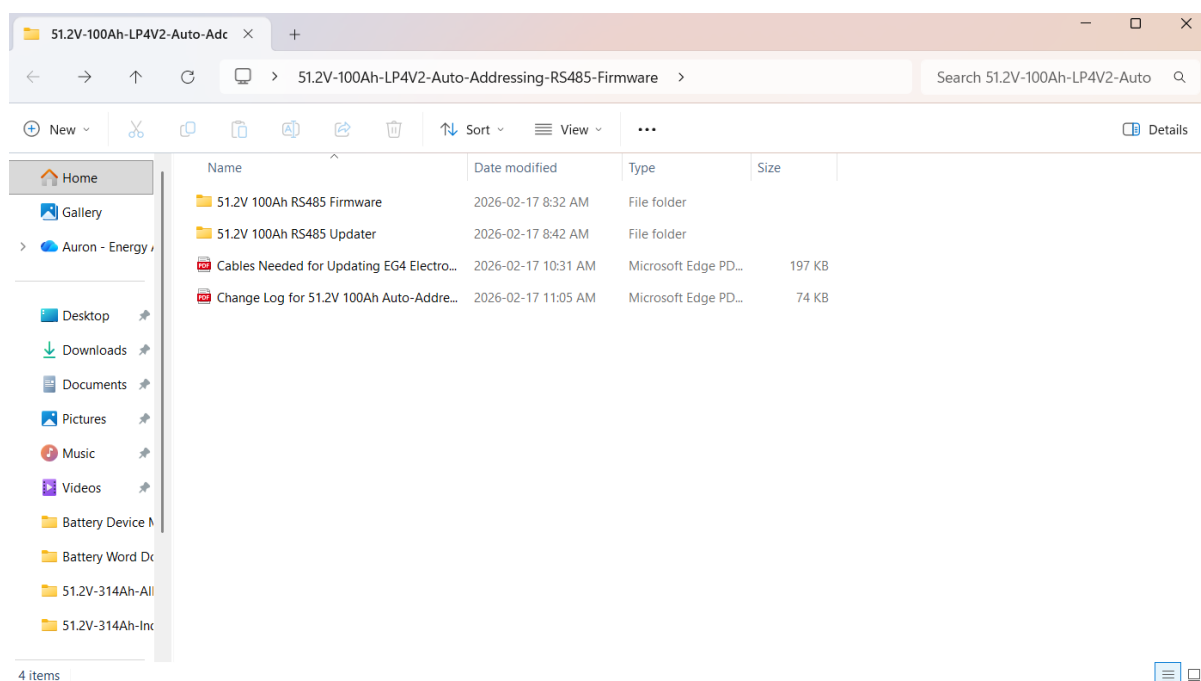 51.2V-100Ah-LP4V2-Auto-Adc
51.2V-100Ah-LP4V2-Auto-Addressing-RS485-Firmware
Search 51.2V-100Ah-LP4V2-Auto
New
Sort
View
Details
Name Date modified Type Size
Home
Gallery
Auron - Energy
51.2V 100Ah RS485 Firmware 2026-02-17 8:32 AM File folder
51.2V 100Ah RS485 Updater 2026-02-17 8:42 AM File folder
PDF Cables Needed for Updating EG4 Electro... 2026-02-17 10:31 AM Microsoft Edge PD... 197 KB
PDF Change Log for 51.2V 100Ah Auto-Addre... 2026-02-17 11:05 AM Microsoft Edge PD... 74 KB
Desktop
Downloads
Documents
Pictures
Music
Videos
Battery Device M
Battery Word Do
51.2V-314Ah-All
51.2V-314Ah-Ind
4 items